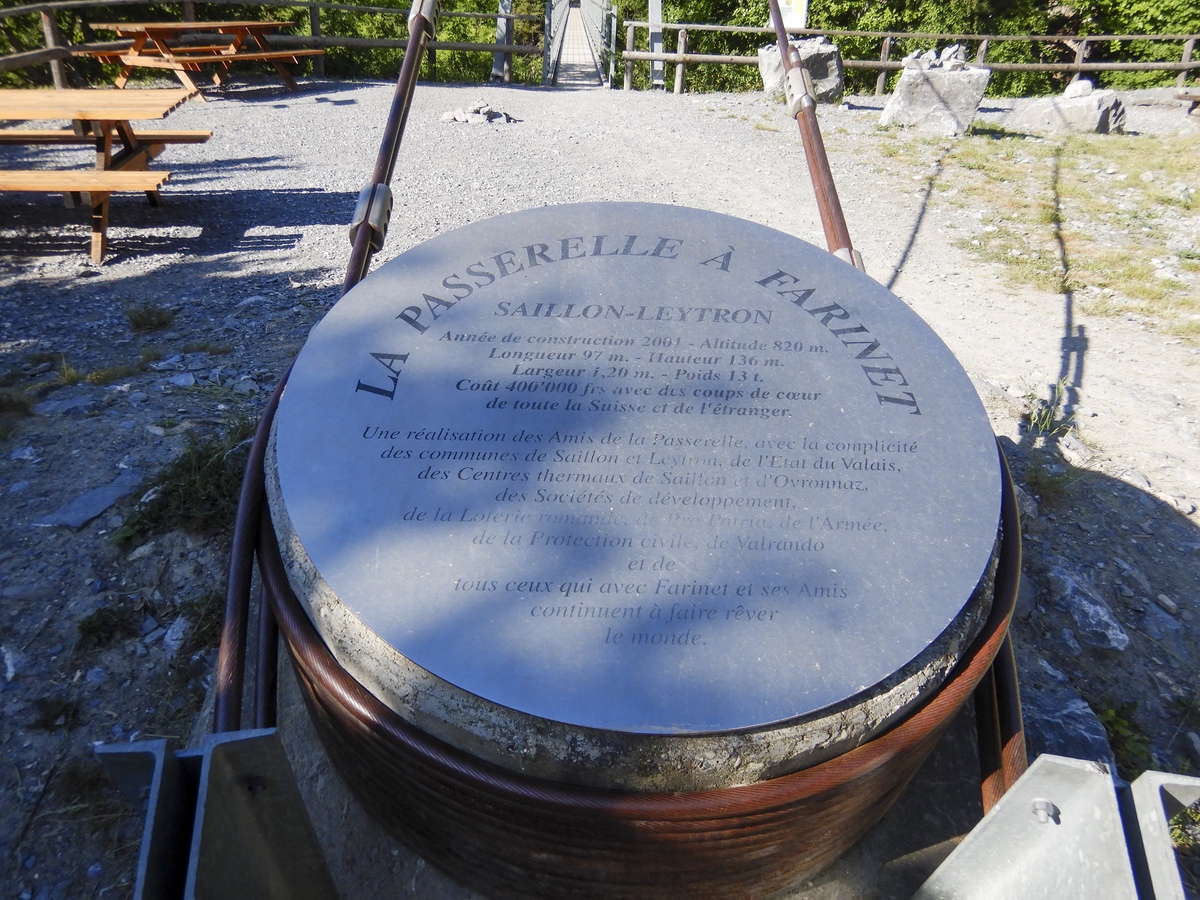 LA PASSERELLE À FARINET
SAILLON-LEYTRON
Année de construction 2001 - Altitude 820 m.
Longueur 97 m. - Hauteur 136 m.
Largeur 1,20 m. - Poids 13 t.
Coût 400'000 frs avec des coups de cœur
de toute la Suisse et de l'étranger.
Une réalisation des Amis de la Passerelle, avec la complicité
des communes de Saillon et Leytron, de l'Etat du Valais,
des Centres thermaux de Saillon et d'Ovronnaz,
des Sociétés de développement,
de la Loterie romande, de Pro Patria, de l'Armée,
de la Protection civile, de Valrando
et de
tous ceux qui avec Farinet et ses Amis
continuent à faire rêver
le monde.